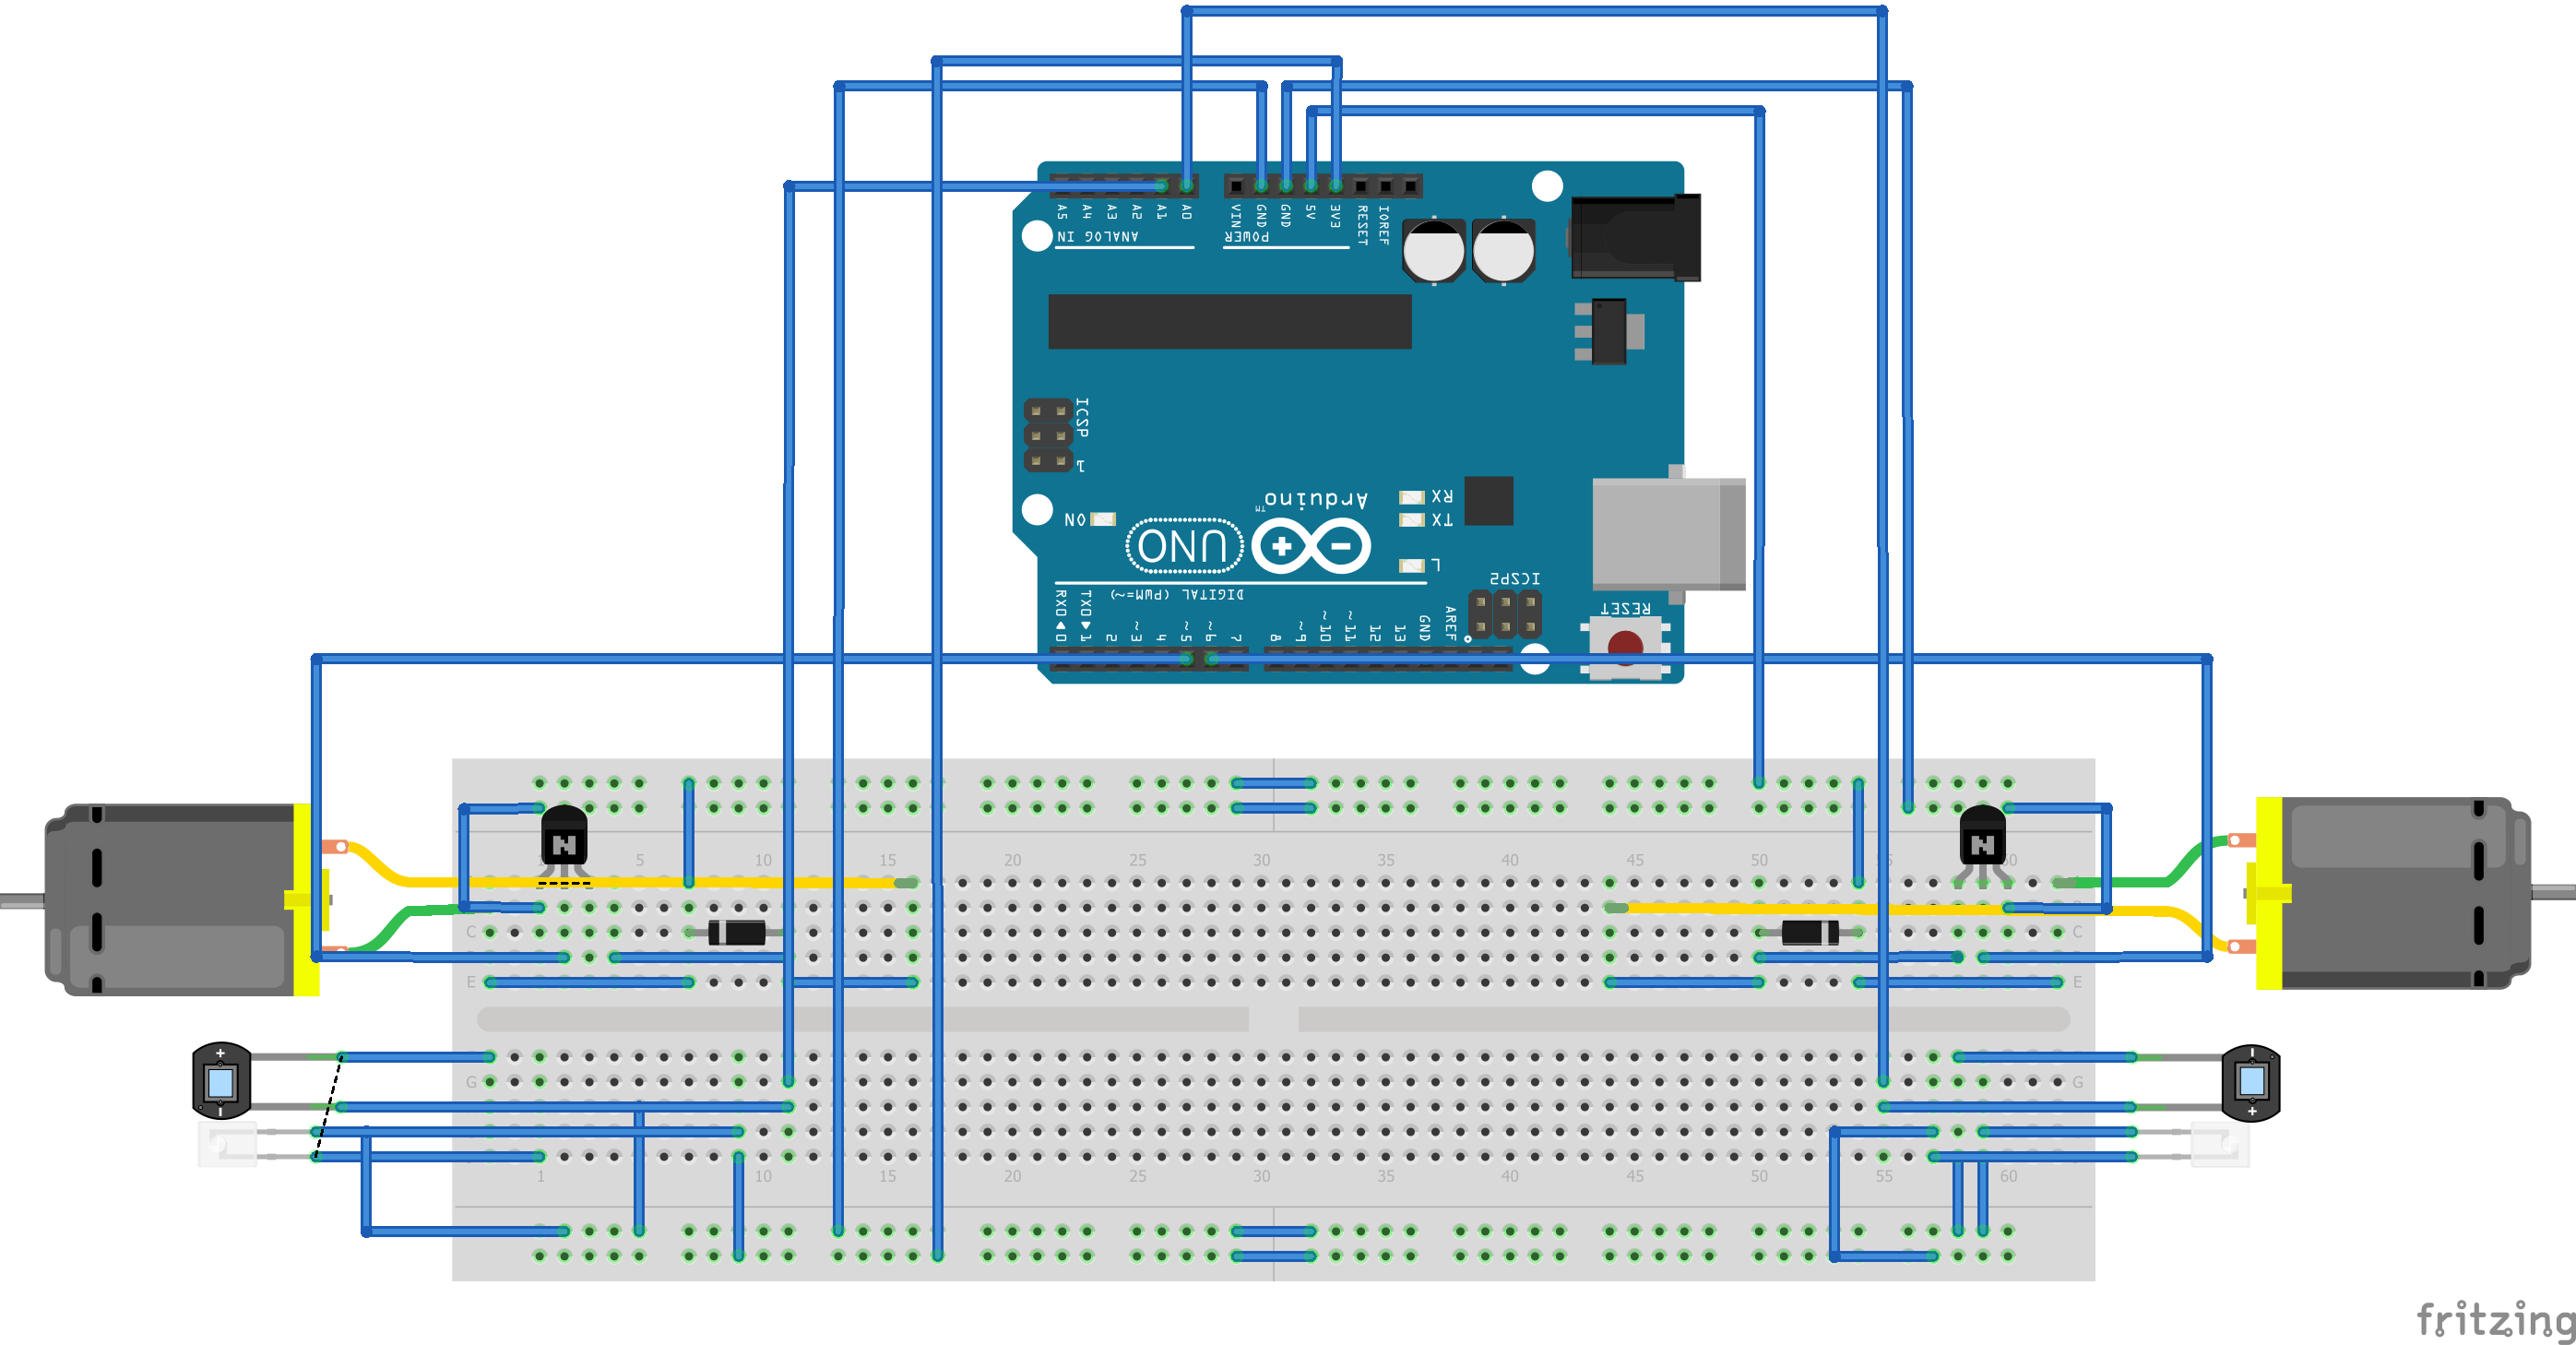 A5 A4 A3 A2 A1 A0 VIN GND GND 5V 3V3 RESET IOREF
ANALOG IN POWER
ICSP
1
Arduino
TM
ON UNO
RX
TX
L
ICSP2
DIGITAL (PWM=~)
RESET
RX0 0 TX0 1 2 ~3 4 ~5 ~6 7 8 ~9 ~10 ~11 12 13 GND AREF
N N
5 10 15 20 25 30 35 40 45 50
C C
E E
G G
1 10 15 20 25 30 35 40 45 50 55 60
fritzing